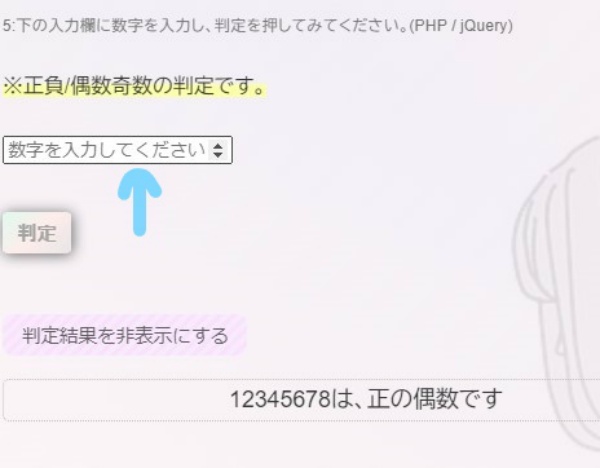 5:下の入力欄に数字を入力し、判定を押してみてください。(PHP / jQuery)
※正負/偶数奇数の判定です。
数字を入力してください
判定
判定結果を非表示にする
12345678は、正の偶数です